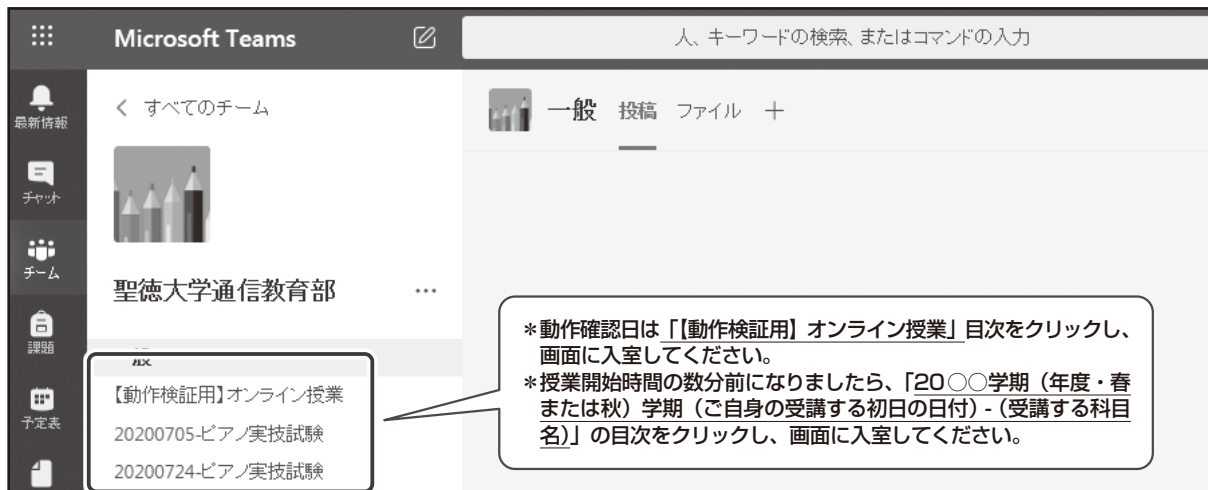 Microsoft Teams
人、キーワードの検索、またはコマンドの入力
最新情報
チャット
チーム
課題
予定表
すべてのチーム
聖徳大学通信教育部
…
一般
【動作検証用】オンライン授業
20200705-ピアノ実技試験
20200724-ピアノ実技試験
一般 投稿 ファイル ＋
＊動作確認日は「【動作検証用】オンライン授業」目次をクリックし、
画面に入室してください。
＊授業開始時間の数分前になりましたら、「20○○学期（年度・春
または秋）学期（ご自身の受講する初日の日付）-（受講する科目
名）」の目次をクリックし、画面に入室してください。